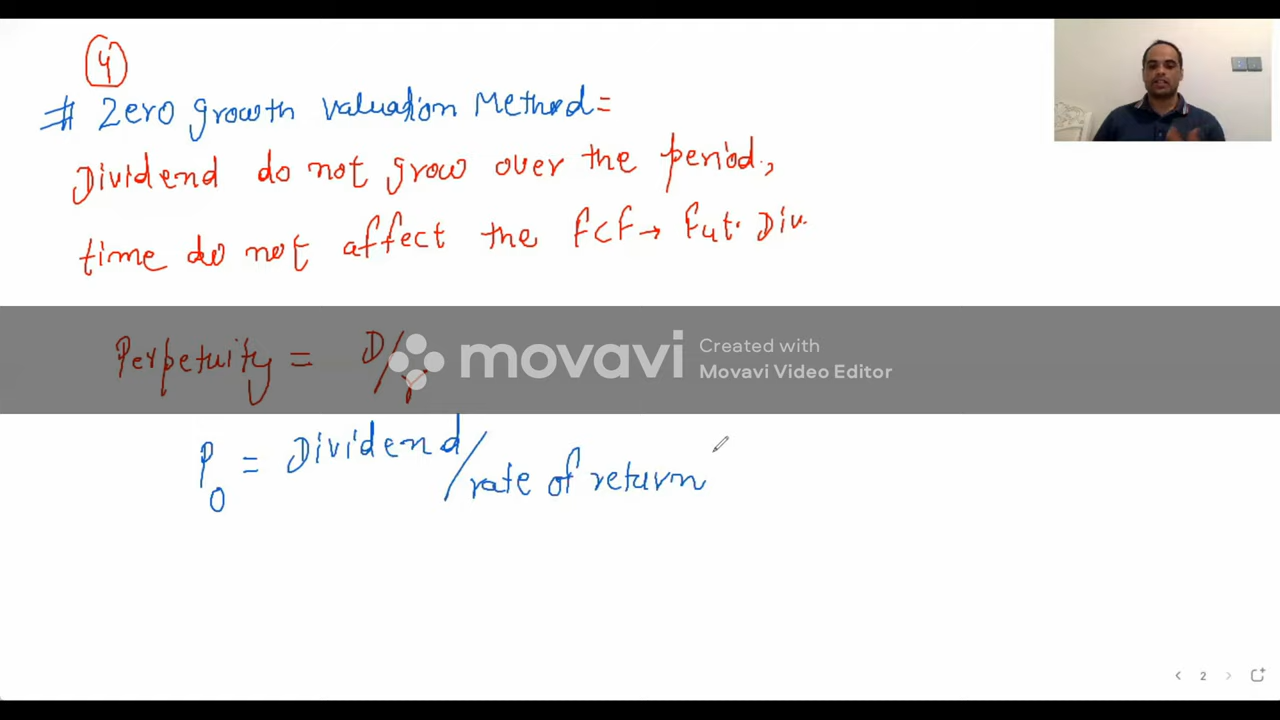 4
# Zero growth valuation Method =
Dividend do not grow over the period,
time do not affect the FCF → Fut. Div.
Perpetuity = D/r
movavi
Created with
Movavi Video Editor
P0 = Dividend/rate of return
2